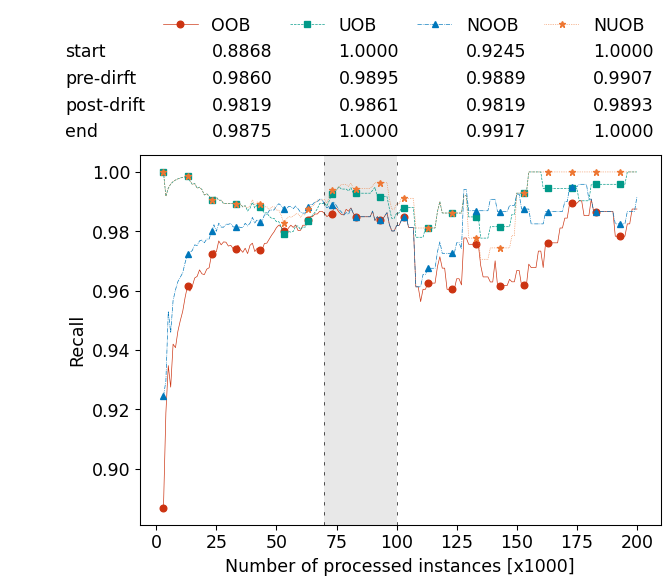 OOB UOB NOOB NUOB
start 0.8868 1.0000 0.9245 1.0000
pre-dirft 0.9860 0.9895 0.9889 0.9907
post-drift 0.9819 0.9861 0.9819 0.9893
end 0.9875 1.0000 0.9917 1.0000
1.00
0.98
0.96
0.94
0.92
0.90
Recall
0 25 50 75 100 125 150 175 200
Number of processed instances [x1000]